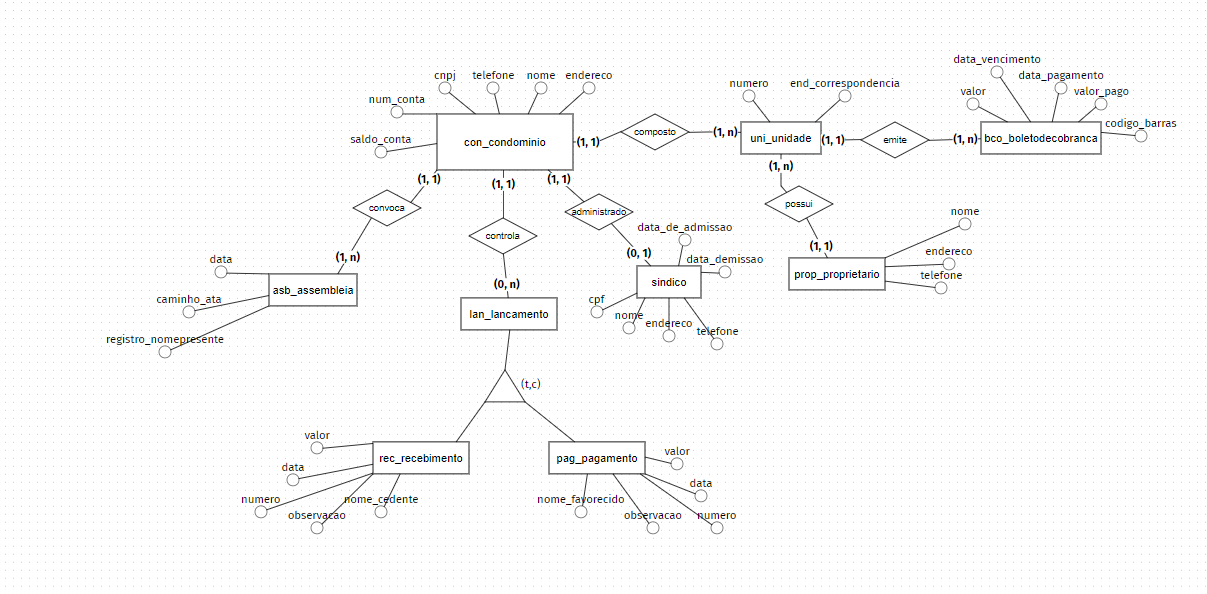 data_vencimento
cnpj
telefone
nome
endereco
data_pagamento
numero
end_correspondencia
valor
valor_pago
num_conta
codigo_barras
saldo_conta
con_condominio
(1, 1)
composto
(1, n)
uni_unidade
(1, 1)
emite
(1, n)
bco_boletodecobranca
(1, 1)
(1, 1)
(1, 1)
(1, n)
convoca
controla
administrado
possui
nome
data_de_admissao
(1, n)
(0, 1)
(1, 1)
data
data_demissao
endereco
asb_assembleia
(0, n)
sindico
prop_proprietario
telefone
caminho_ata
cpf
lan_lancamento
nome
endereco
telefone
registro_nomepresente
(t,c)
valor
rec_recebimento
pag_pagamento
valor
data
data
numero
nome_cedente
nome_favorecido
observacao
observacao
numero